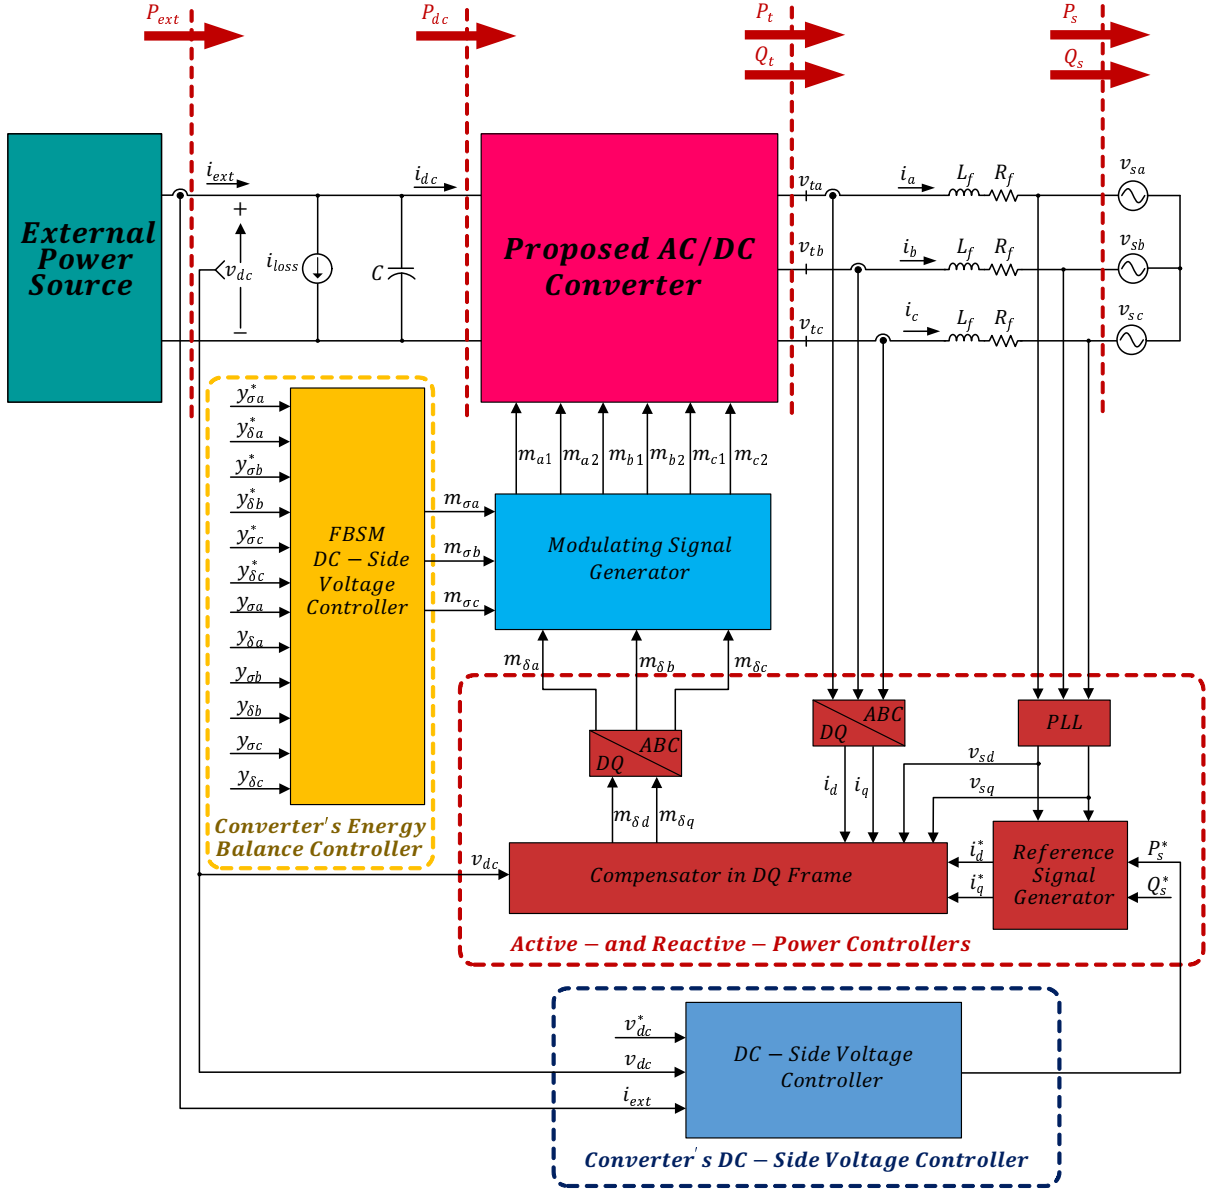 P_ext
P_dc
P_t
Q_t
P_s
Q_s
External
Power
Source
i_ext
+
v_dc
−
i_loss
C
i_dc
Proposed AC/DC
Converter
v_ta
i_a
L_f
R_f
v_sa
v_tb
i_b
L_f
R_f
v_sb
v_tc
i_c
L_f
R_f
v_sc
y*_σa
y*_δa
y*_σb
y*_δb
y*_σc
y*_δc
y_σa
y_δa
y_σb
y_δb
y_σc
y_δc
FBSM
DC − Side
Voltage
Controller
Converter's Energy
Balance Controller
m_σa
m_σb
m_σc
m_a1
m_a2
m_b1
m_b2
m_c1
m_c2
Modulating Signal
Generator
m_δa
m_δb
m_δc
ABC
DQ
m_δd
m_δq
ABC
DQ
i_d
i_q
PLL
v_sd
v_sq
v_dc
Compensator in DQ Frame
i*_d
i*_q
Reference
Signal
Generator
P*_s
Q*_s
Active − and Reactive − Power Controllers
v*_dc
v_dc
i_ext
DC − Side Voltage
Controller
Converter's DC − Side Voltage Controller